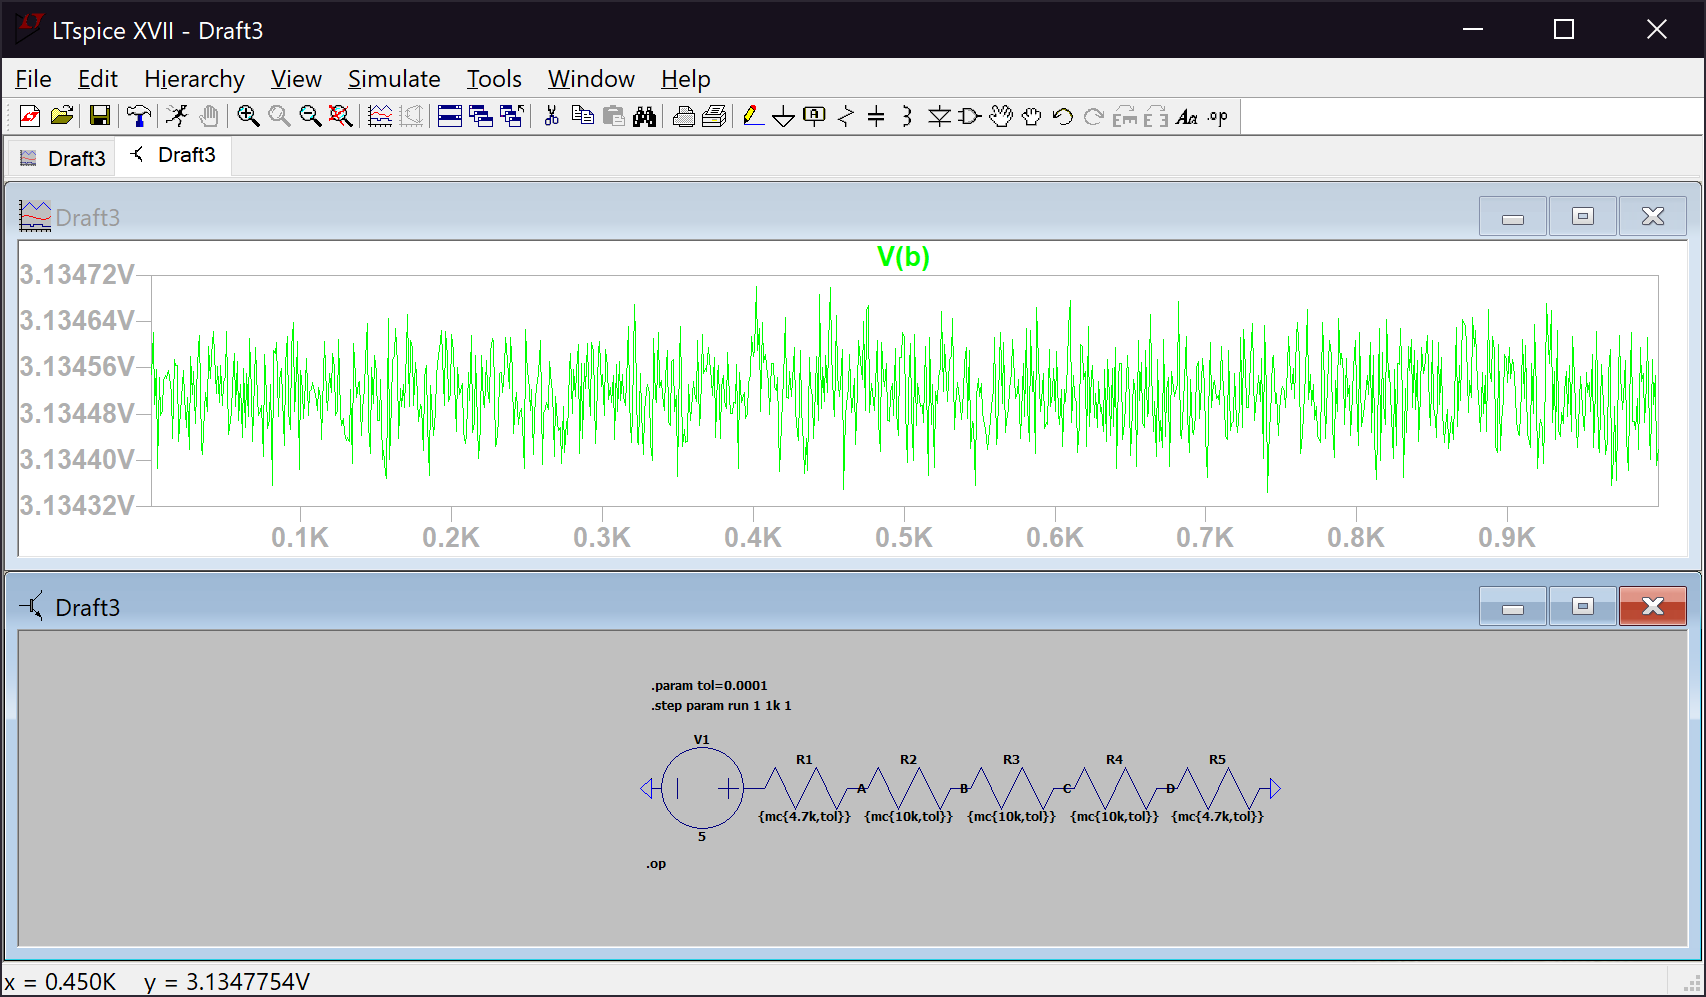 LTspice XVII - Draft3
File Edit Hierarchy View Simulate Tools Window Help
Aa .op
Draft3 Draft3
Draft3
V(b)
3.13472V
3.13464V
3.13456V
3.13448V
3.13440V
3.13432V
0.1K 0.2K 0.3K 0.4K 0.5K 0.6K 0.7K 0.8K 0.9K
Draft3
.param tol=0.0001
.step param run 1 1k 1
V1
R1 R2 R3 R4 R5
A B C D
{mc{4.7k,tol}} {mc{10k,tol}} {mc{10k,tol}} {mc{10k,tol}} {mc{4.7k,tol}}
5
.op
x = 0.450K y = 3.1347754V